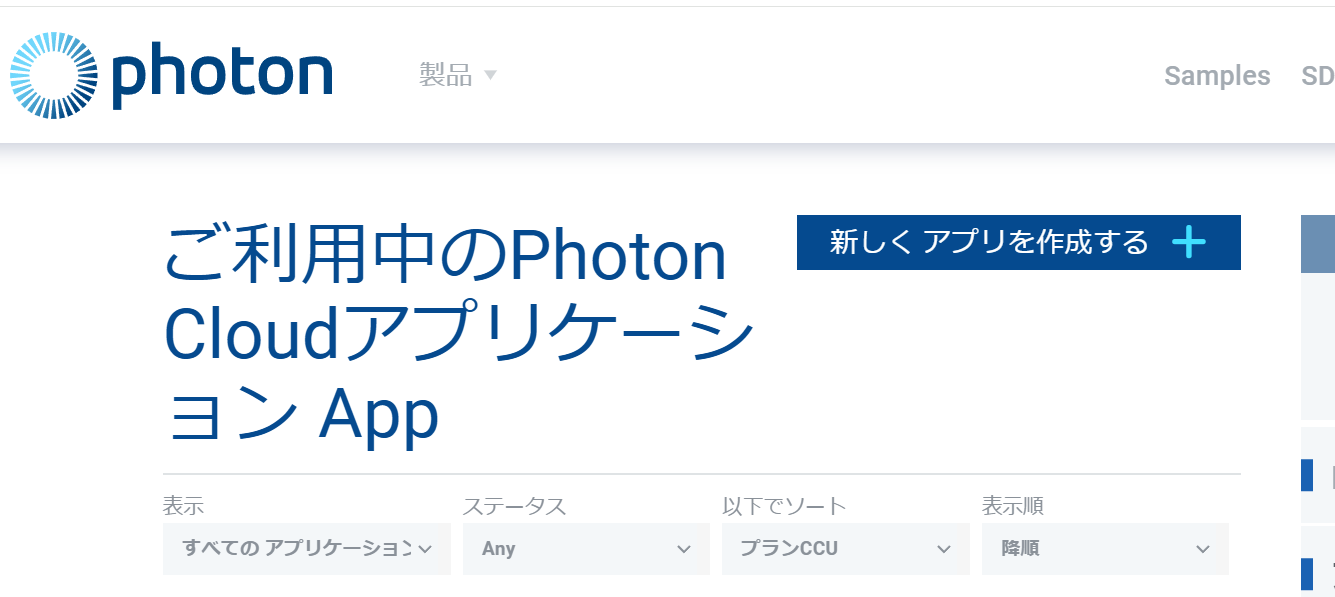 photon
製品
Samples
SD
ご利用中のPhoton
Cloudアプリケーシ
ョン App
新しく アプリを作成する
表示
ステータス
以下でソート
表示順
すべての アプリケーション
Any
プランCCU
降順